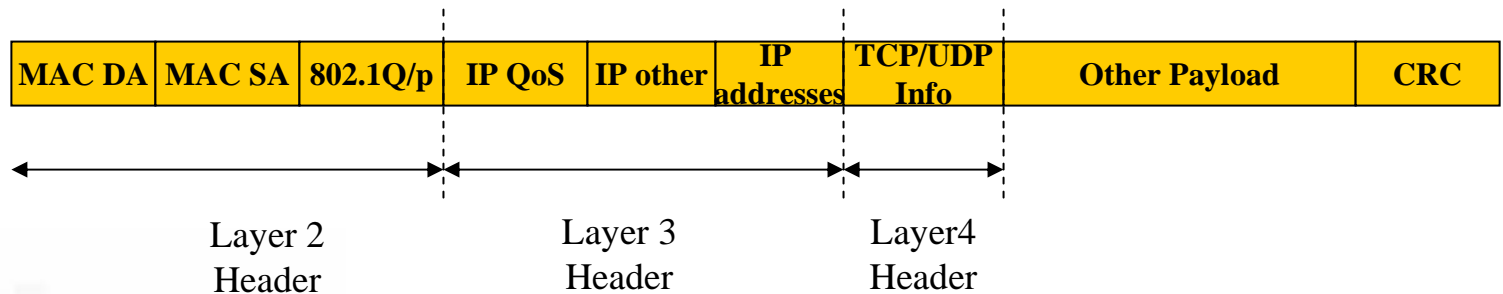 MAC DA MAC SA 802.1Q/p IP QoS IP other IP addresses TCP/UDP Info Other Payload CRC
Layer 2 Header
Layer 3 Header
Layer4 Header